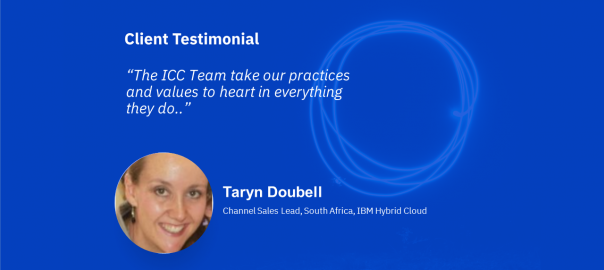 Client Testimonial
“The ICC Team take our practices
and values to heart in everything
they do..”
Taryn Doubell
Channel Sales Lead, South Africa, IBM Hybrid Cloud